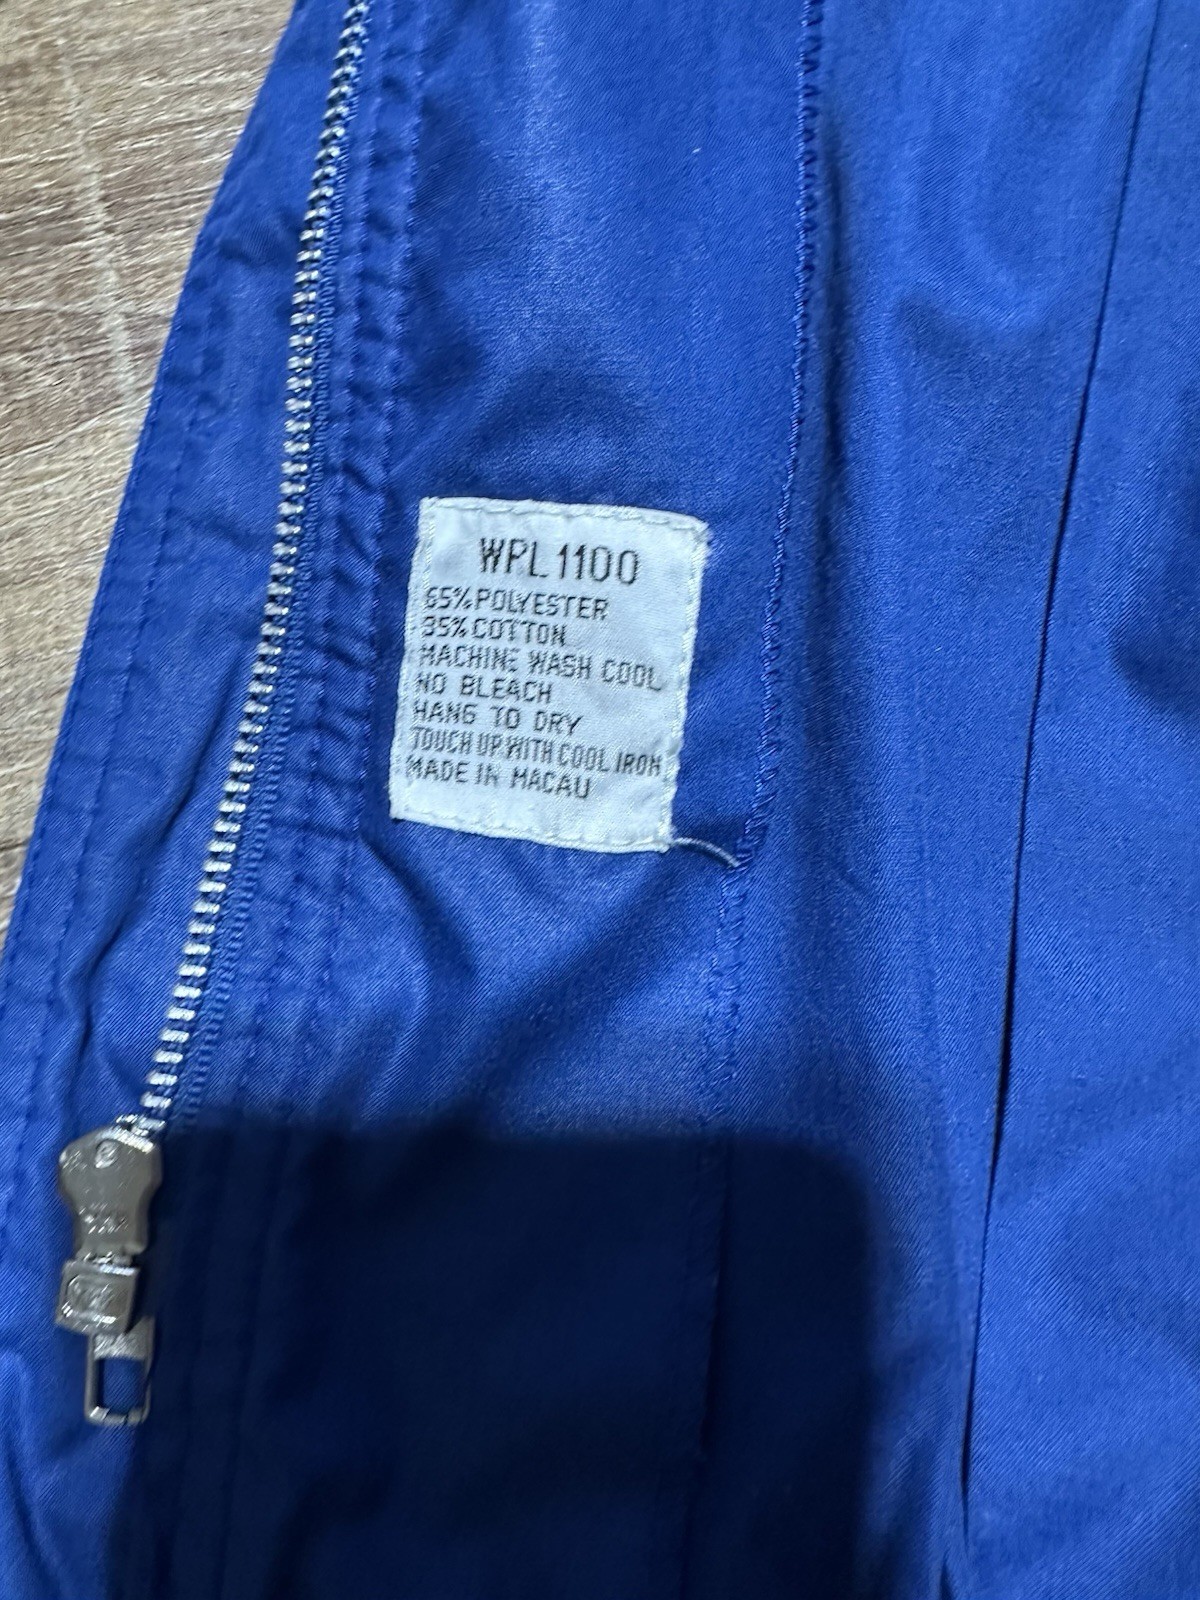 WPL 1100
65% POLYESTER
35% COTTON
MACHINE WASH COOL
NO BLEACH
HANG TO DRY
TOUCH UP WITH COOL IRON
MADE IN MACAU